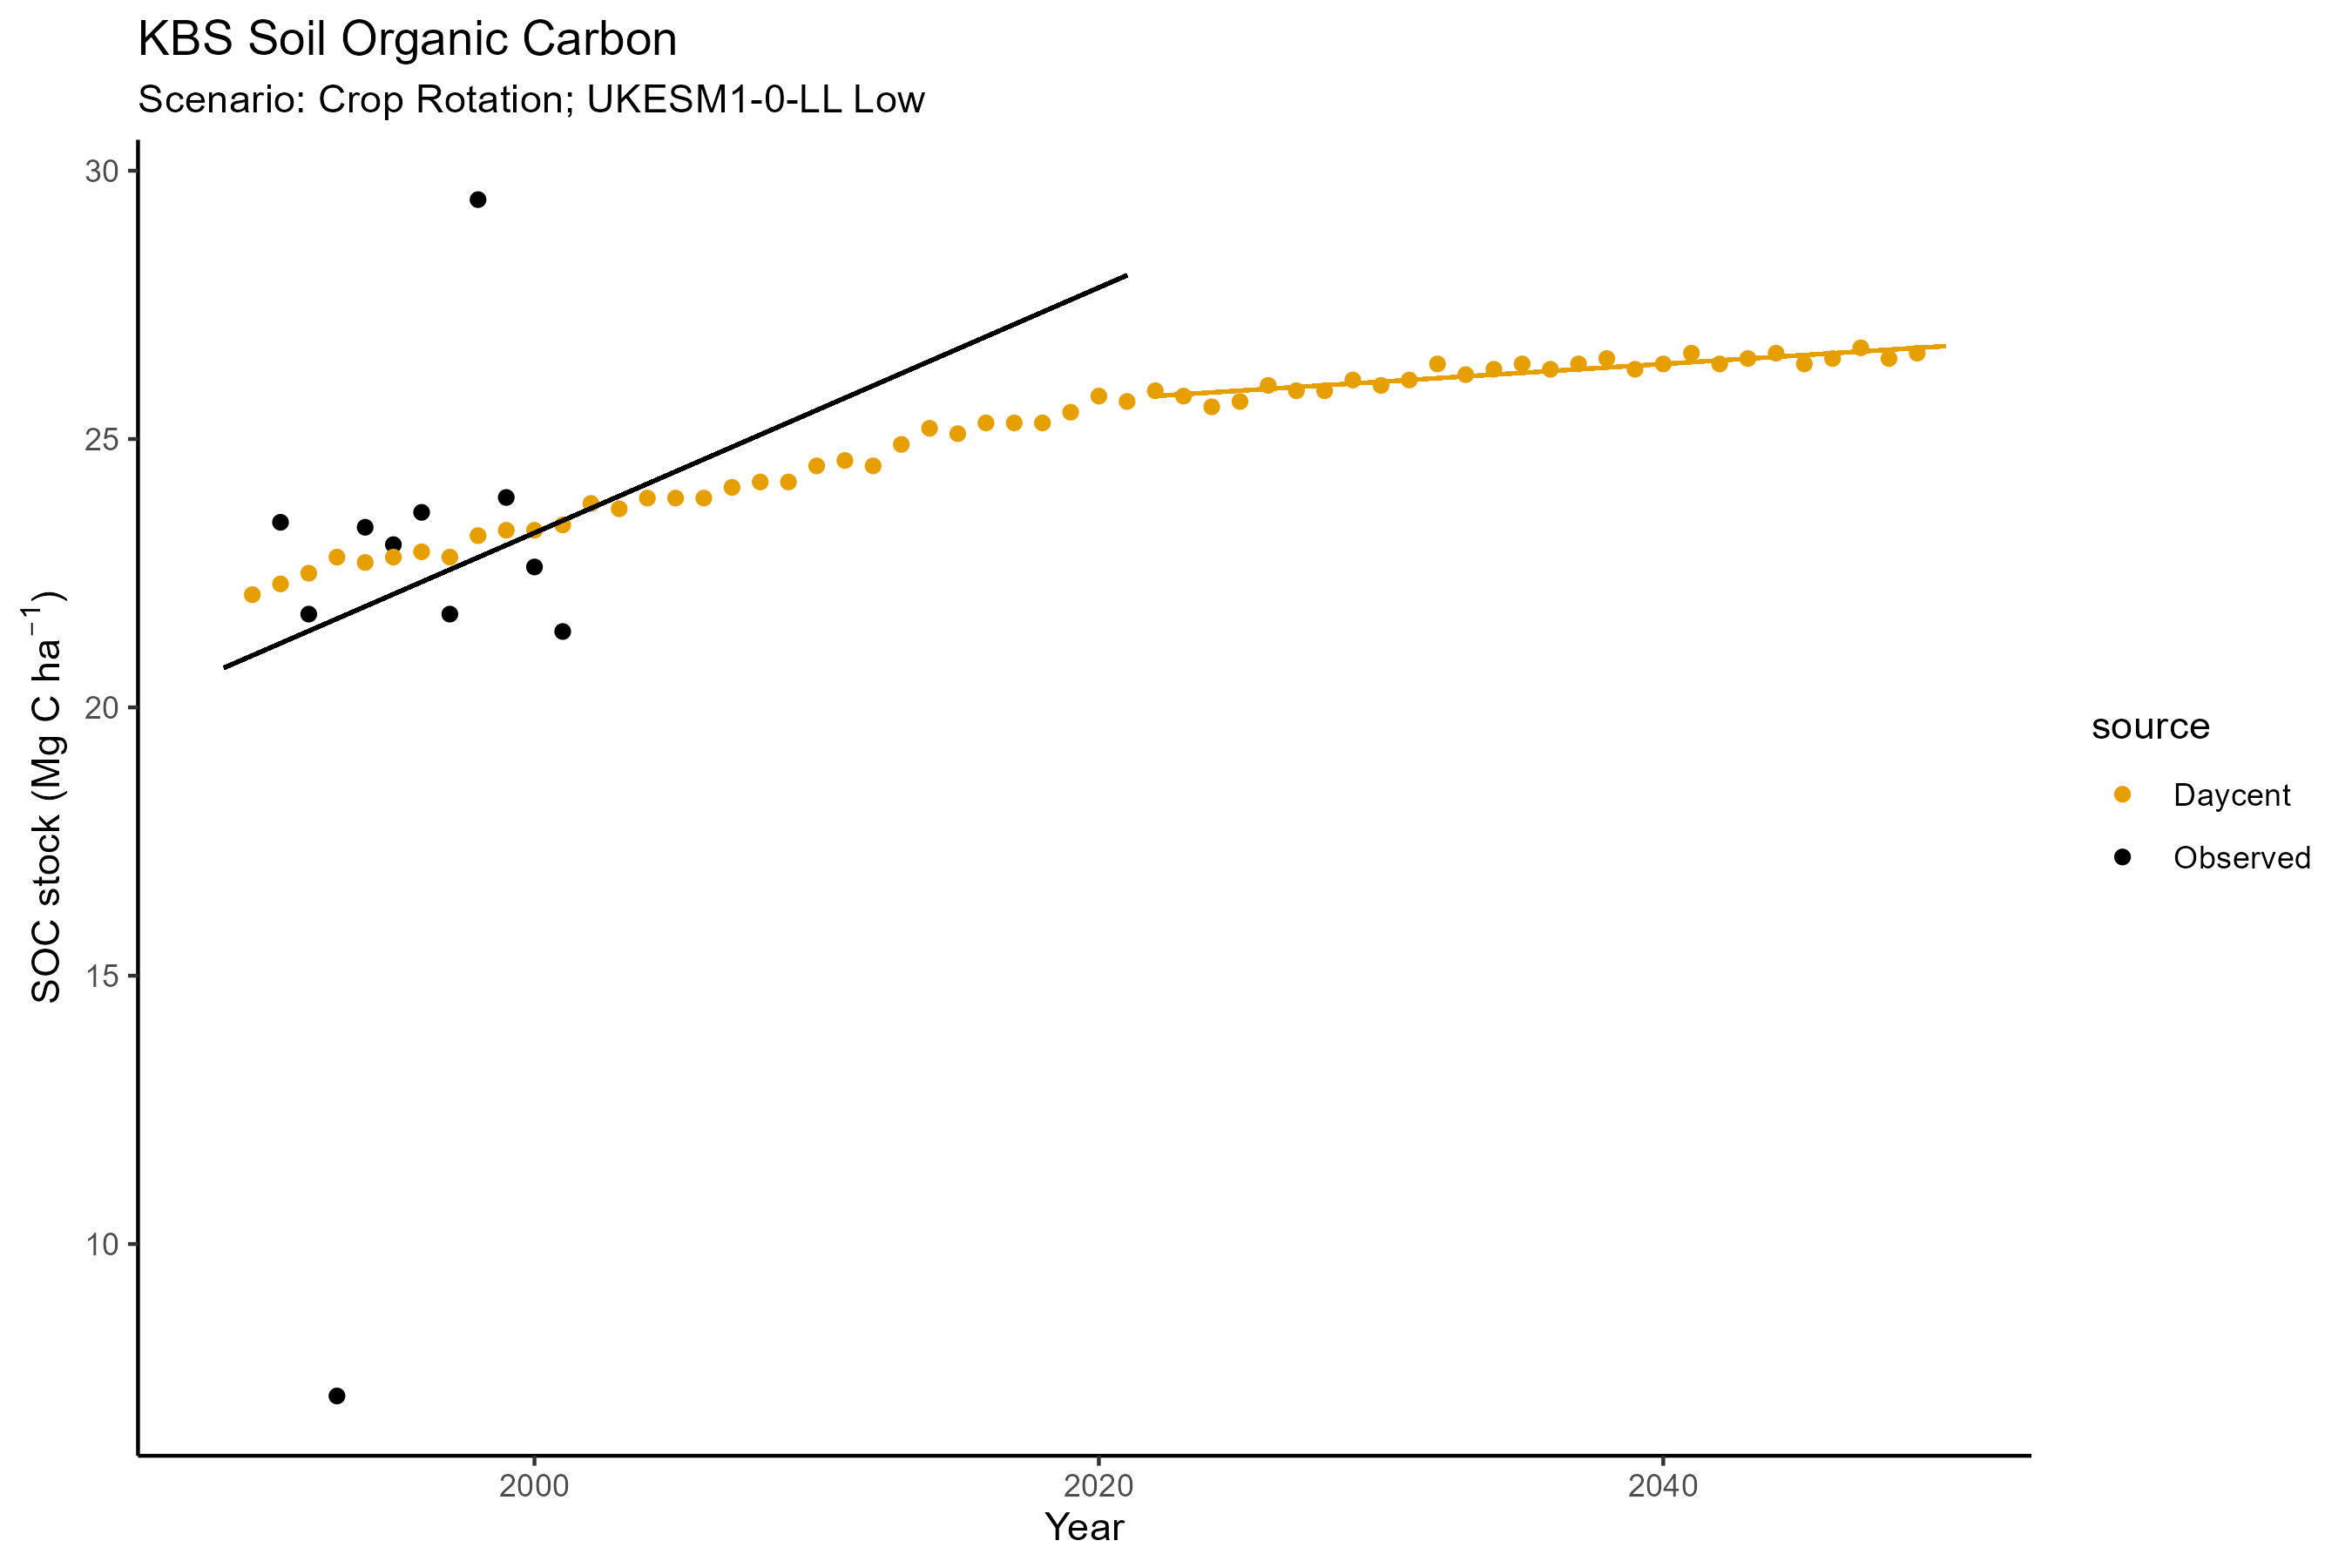 KBS Soil Organic Carbon
Scenario: Crop Rotation; UKESM1-0-LL Low
SOC stock (Mg C ha⁻¹)
30
25
20
15
10
2000
2020
2040
Year
source
Daycent
Observed